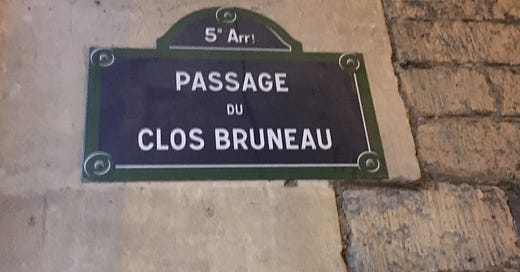 5e Arrt
PASSAGE
DU
CLOS BRUNEAU